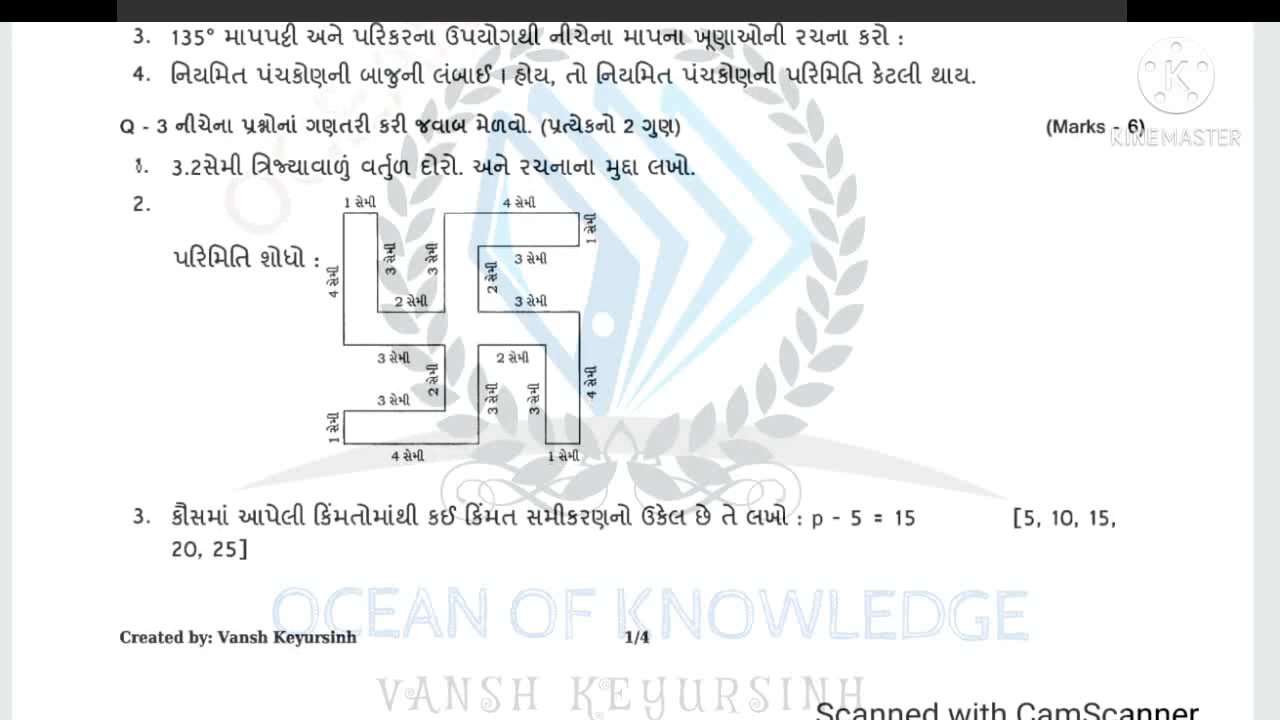 3. 135° માપપટ્ટી અને પરિકરના ઉપયોગથી નીચેના માપના ખૂણાઓની રચના કરો :
4. નિયમિત પંચકોણની બાજુની લંબાઈ l હોય, તો નિયમિત પંચકોણની પરિમિતિ કેટલી થાય.
K
KINEMASTER
Q - 3 નીચેના પ્રશ્નોનાં ગણતરી કરી જવાબ મેળવો. (પ્રત્યેકનો 2 ગુણ) (Marks - 6)
1. 3.2સેમી ત્રિજ્યાવાળું વર્તુળ દોરો. અને રચનાના મુદ્દા લખો.
2.
પરિમિતિ શોધો :
1 સેમી
4 સેમી
1 સેમી
4 સેમી
3 સેમી
3 સેમી
2 સેમી
3 સેમી
2 સેમી
3 સેમી
3 સેમી
2 સેમી
2 સેમી
4 સેમી
3 સેમી
3 સેમી
3 સેમી
1 સેમી
4 સેમી
1 સેમી
3. કૌસમાં આપેલી કિંમતોમાંથી કઈ કિંમત સમીકરણનો ઉકેલ છે તે લખો : p - 5 = 15 [5, 10, 15,
20, 25]
OCEAN OF KNOWLEDGE
Created by: Vansh Keyursinh 1/4
VANSH KEYURSINH
Scanned with CamScanner